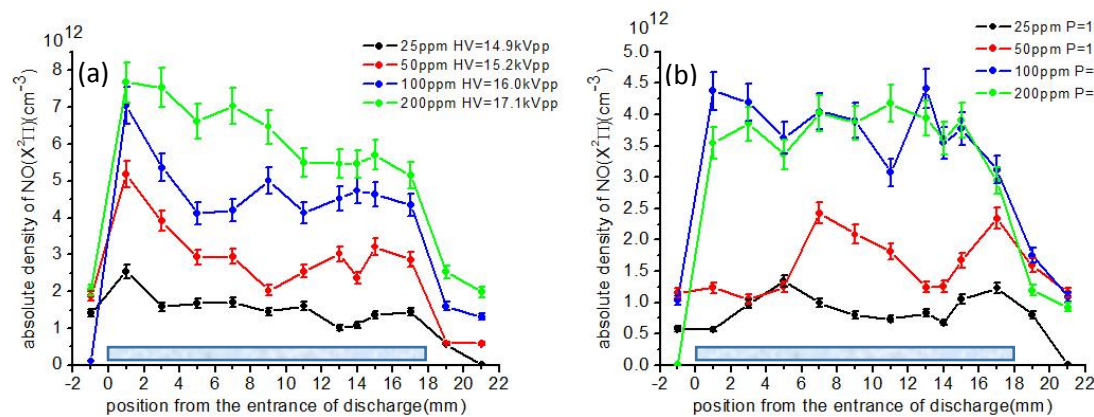 ×10¹²
(a)
25ppm HV=14.9kVpp
50ppm HV=15.2kVpp
100ppm HV=16.0kVpp
200ppm HV=17.1kVpp
absolute density of NO(X²Π)(cm⁻³)
8
7
6
5
4
3
2
1
0
-2 0 2 4 6 8 10 12 14 16 18 20 22
position from the entrance of discharge(mm)
×10¹²
(b)
25ppm P=1
50ppm P=1
100ppm P=
200ppm P=
absolute density of NO(X²Π)(cm⁻³)
5.0
4.5
4.0
3.5
3.0
2.5
2.0
1.5
1.0
0.5
0.0
-2 0 2 4 6 8 10 12 14 16 18 20 22
position from the entrance of discharge(mm)